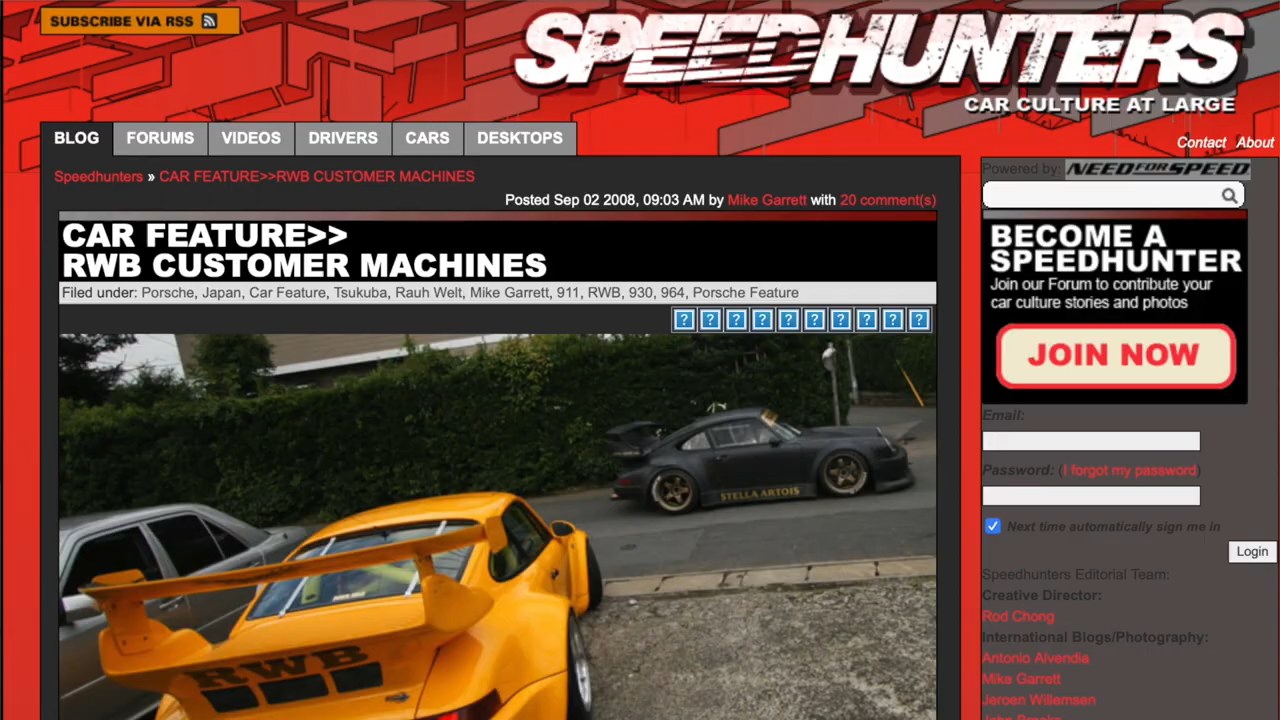 SUBSCRIBE VIA RSS
SPEEDHUNTERS
CAR CULTURE AT LARGE
BLOG FORUMS VIDEOS DRIVERS CARS DESKTOPS
Contact About
Speedhunters » CAR FEATURE>>RWB CUSTOMER MACHINES
Posted Sep 02 2008, 09:03 AM by Mike Garrett with 20 comment(s)
CAR FEATURE>>
RWB CUSTOMER MACHINES
Filed under: Porsche, Japan, Car Feature, Tsukuba, Rauh Welt, Mike Garrett, 911, RWB, 930, 964, Porsche Feature
? ? ? ? ? ? ? ? ? ?
STELLA ARTOIS
RWB
Powered by: NEED FOR SPEED
BECOME A
SPEEDHUNTER
Join our Forum to contribute your
car culture stories and photos
JOIN NOW
Email:
Password: (I forgot my password)
Next time automatically sign me in
Login
Speedhunters Editorial Team:
Creative Director:
Rod Chong
International Blogs/Photography:
Antonio Alvendia
Mike Garrett
Jeroen Willemsen